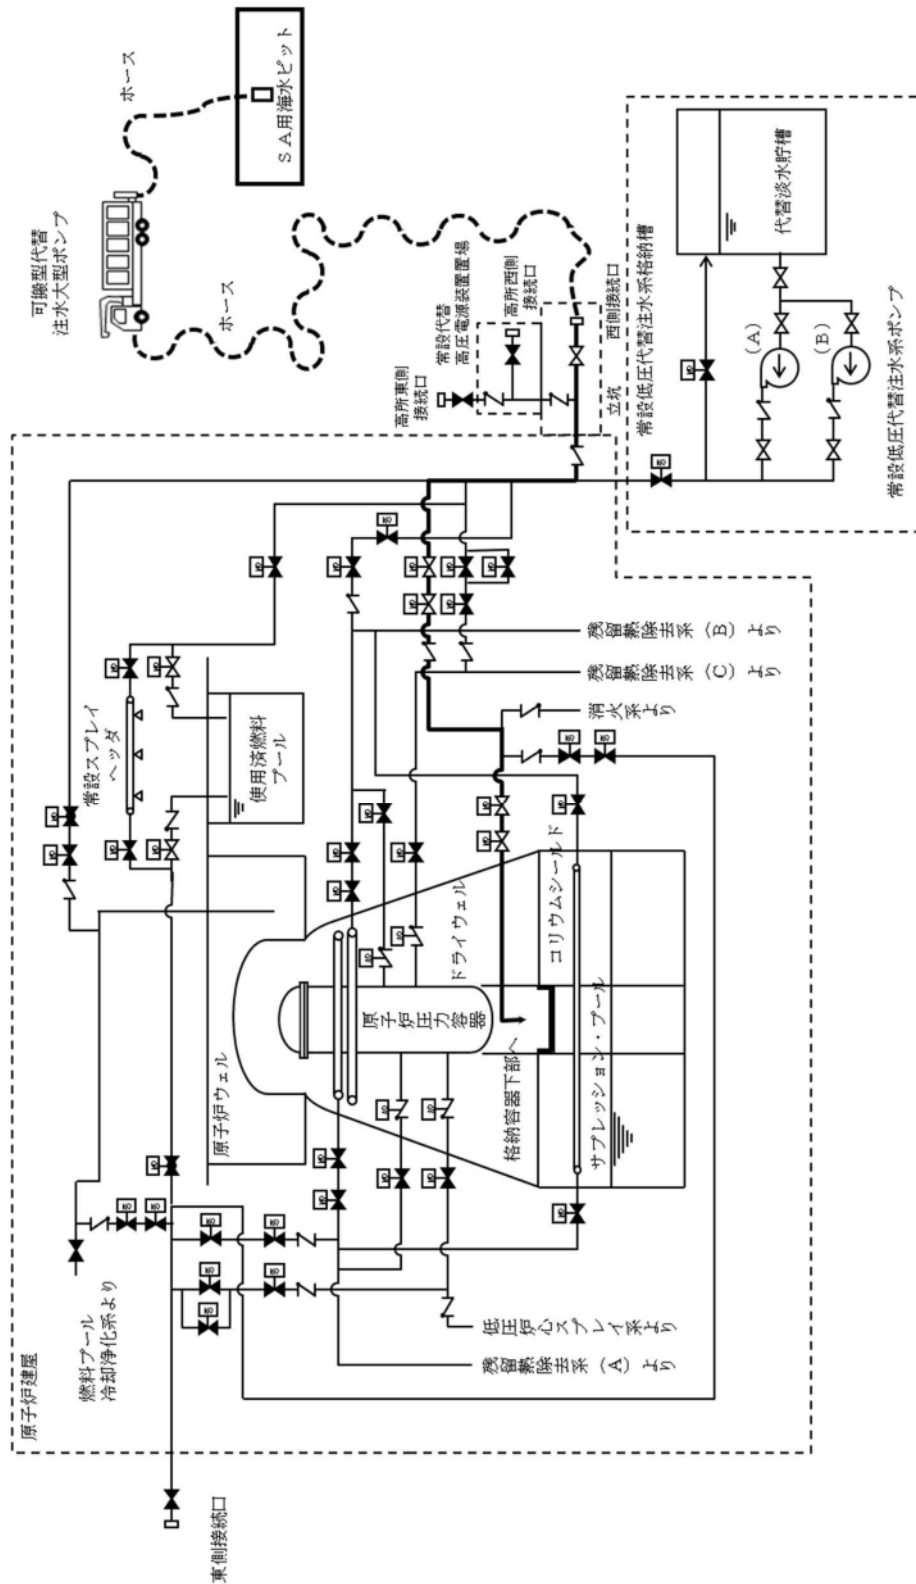 原子炉建屋
東側接続口
燃料プール
冷却浄化系より
原子炉ウェル
常設スプレイ
ヘッダ
使用済燃料
プール
原子炉圧力容器
ドライウェル
格納容器下部へ
コリウムシールド
サプレッション・プール
低圧炉心スプレイ系より
残留熱除去系(A)より
残留熱除去系(B)より
残留熱除去系(C)より
消火系より
可搬型代替
注水大型ポンプ
ホース
ホース
SA用海水ピット
高所東側
接続口
常設代替
高圧電源装置置場
高所西側
接続口
西側接続口
立坑
常設低圧代替注水系格納槽
代替淡水貯槽
(A)
(B)
常設低圧代替注水系ポンプ